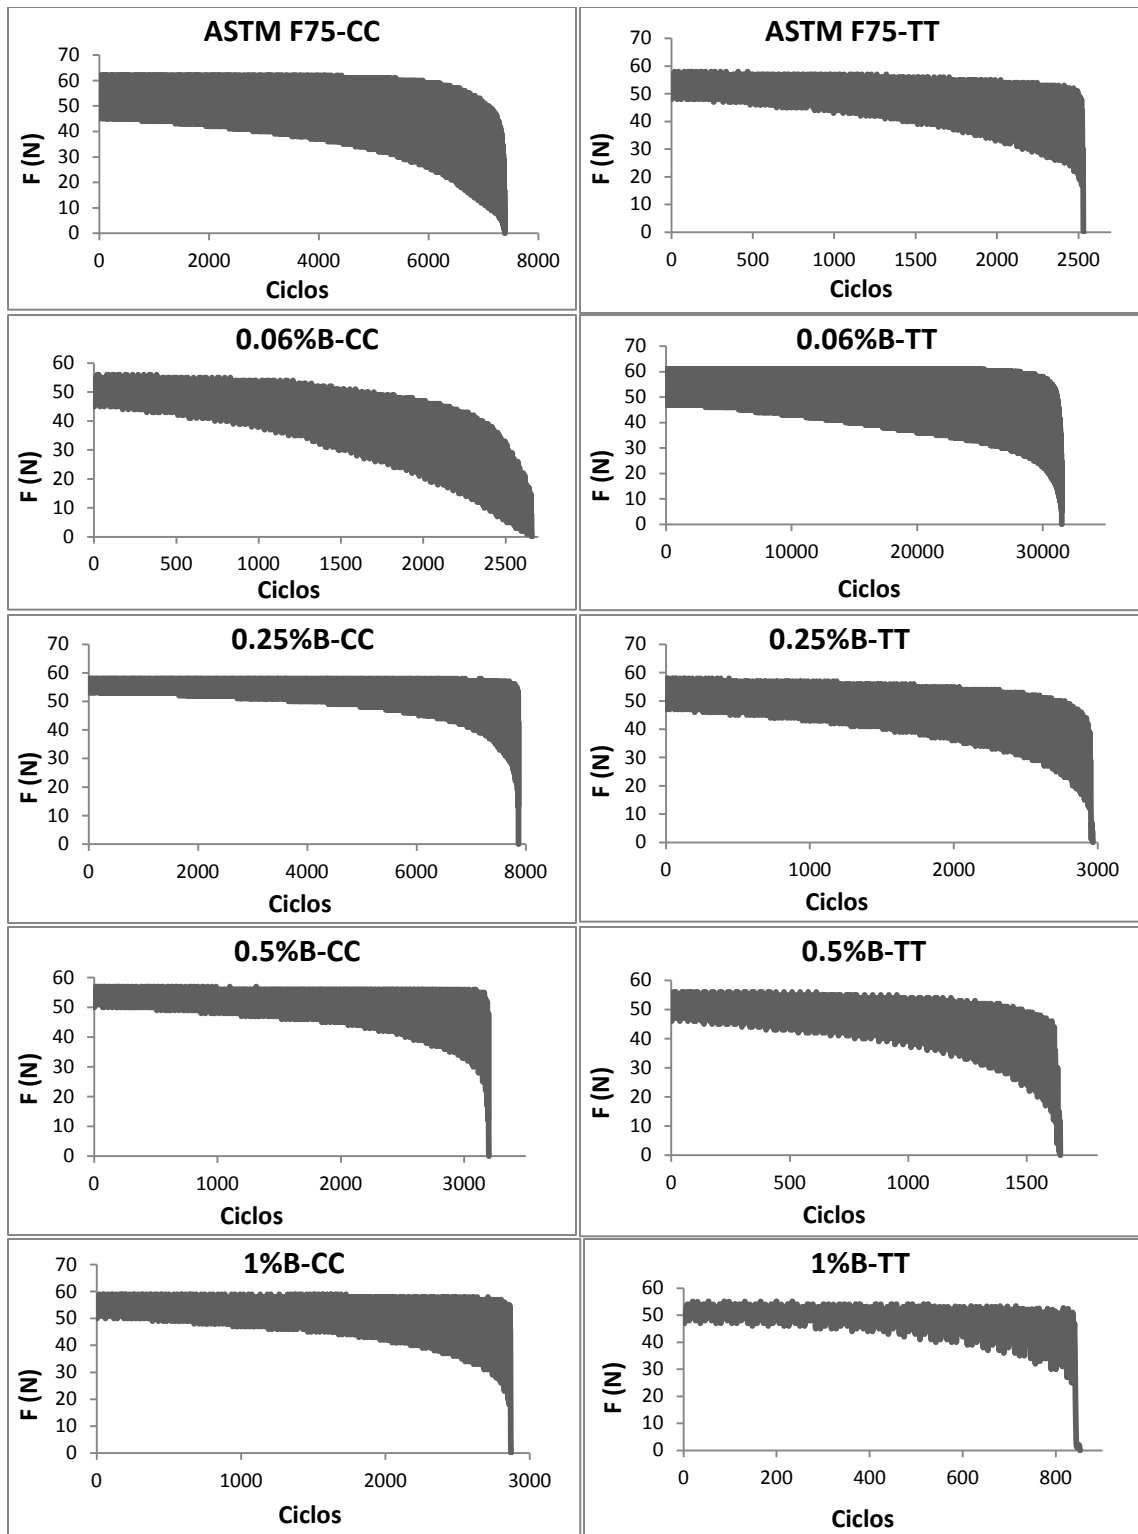 ASTM F75-CC
70
60
50
40
30
20
10
0
F (N)
0 2000 4000 6000 8000
Ciclos
ASTM F75-TT
70
60
50
40
30
20
10
0
F (N)
0 500 1000 1500 2000 2500
Ciclos
0.06%B-CC
60
50
40
30
20
10
0
F (N)
0 500 1000 1500 2000 2500
Ciclos
0.06%B-TT
70
60
50
40
30
20
10
0
F (N)
0 10000 20000 30000
Ciclos
0.25%B-CC
70
60
50
40
30
20
10
0
F (N)
0 2000 4000 6000 8000
Ciclos
0.25%B-TT
70
60
50
40
30
20
10
0
F (N)
0 1000 2000 3000
Ciclos
0.5%B-CC
60
50
40
30
20
10
0
F (N)
0 1000 2000 3000
Ciclos
0.5%B-TT
60
50
40
30
20
10
0
F (N)
0 500 1000 1500
Ciclos
1%B-CC
70
60
50
40
30
20
10
0
F (N)
0 1000 2000 3000
Ciclos
1%B-TT
60
50
40
30
20
10
0
F (N)
0 200 400 600 800
Ciclos